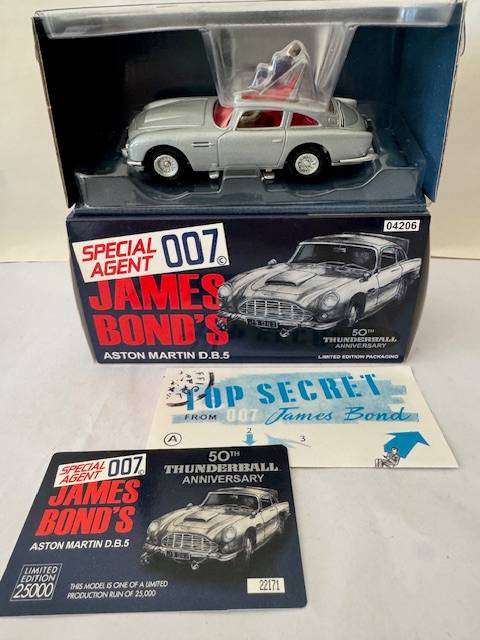 04206
SPECIAL
AGENT
007
JAMES
BOND'S
ASTON MARTIN D.B.5
50TH
THUNDERBALL
ANNIVERSARY
LIMITED EDITION PACKAGING
TOP SECRET
FROM 007 James Bond
A 2 3
SPECIAL
AGENT
007
JAMES
BOND'S
ASTON MARTIN D.B.5
50TH
THUNDERBALL
ANNIVERSARY
LIMITED
EDITION
25000
THIS MODEL IS ONE OF A LIMITED
PRODUCTION RUN OF 25,000
22171